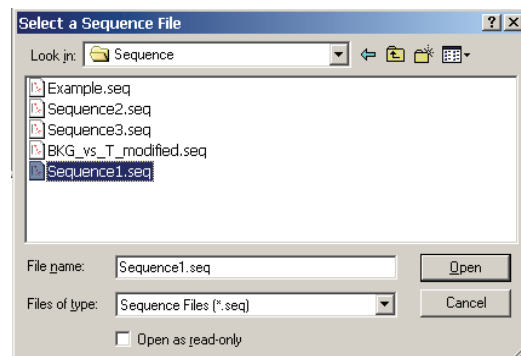 Select a Sequence File
Look in: Sequence
Example.seq
Sequence2.seq
Sequence3.seq
BKG_vs_T_modified.seq
Sequence1.seq
File name: Sequence1.seq Open
Files of type: Sequence Files (*.seq) Cancel
Open as read-only